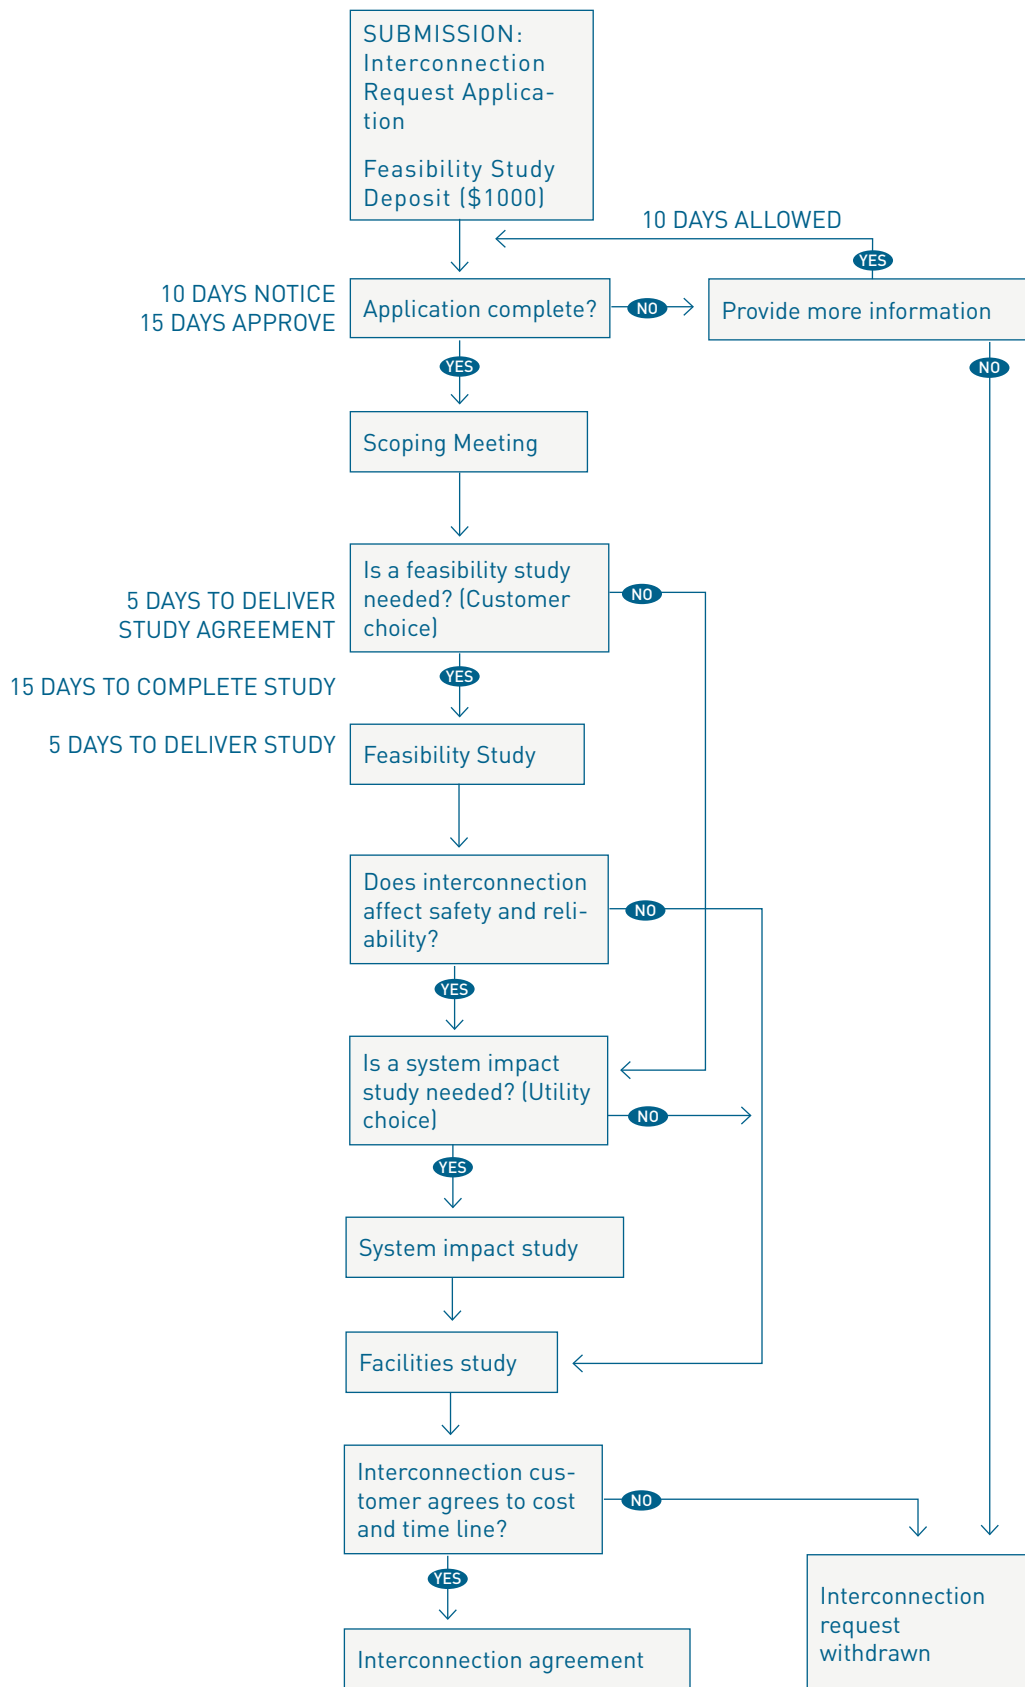 SUBMISSION:
Interconnection
Request Applica-
tion
Feasibility Study
Deposit ($1000)
10 DAYS ALLOWED
YES
10 DAYS NOTICE
15 DAYS APPROVE
Application complete?
NO
Provide more information
YES
NO
Scoping Meeting
5 DAYS TO DELIVER
STUDY AGREEMENT
Is a feasibility study
needed? (Customer
choice)
NO
YES
15 DAYS TO COMPLETE STUDY
5 DAYS TO DELIVER STUDY
Feasibility Study
Does interconnection
affect safety and reli-
ability?
NO
YES
Is a system impact
study needed? (Utility
choice)
NO
YES
System impact study
Facilities study
Interconnection cus-
tomer agrees to cost
and time line?
NO
YES
Interconnection agreement
Interconnection
request
withdrawn